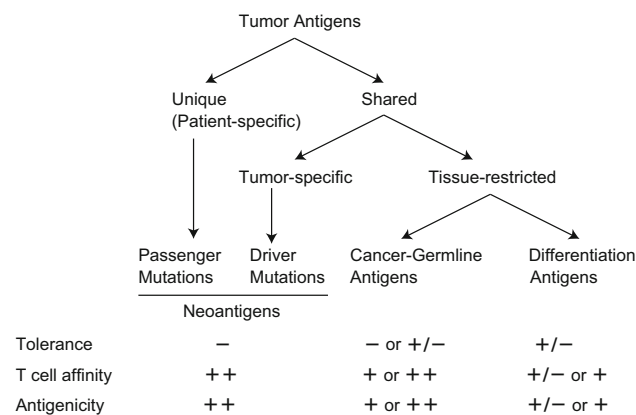 Tumor Antigens
Unique
(Patient-specific)
Shared
Tumor-specific
Tissue-restricted
Passenger
Mutations
Driver
Mutations
Cancer-Germline
Antigens
Differentiation
Antigens
Neoantigens
Tolerance − − or +/− +/−
T cell affinity ++ + or ++ +/− or +
Antigenicity ++ + or ++ +/− or +